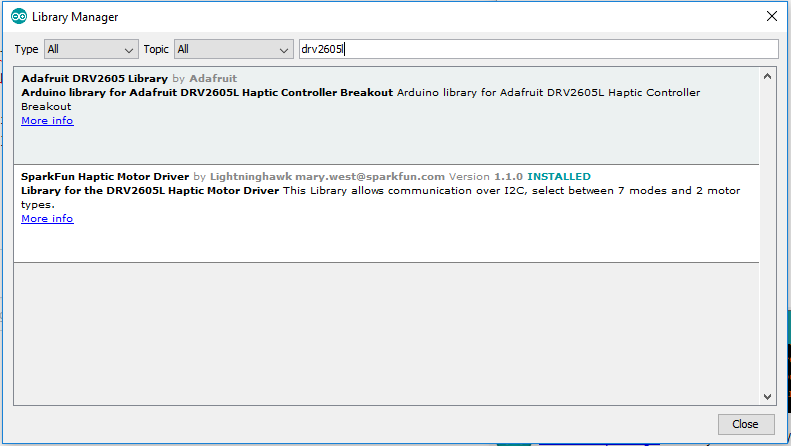 Library Manager
Type All Topic All drv2605l
Adafruit DRV2605 Library by Adafruit
Arduino library for Adafruit DRV2605L Haptic Controller Breakout Arduino library for Adafruit DRV2605L Haptic Controller
Breakout
More info
SparkFun Haptic Motor Driver by Lightninghawk mary.west@sparkfun.com Version 1.1.0 INSTALLED
Library for the DRV2605L Haptic Motor Driver This Library allows communication over I2C, select between 7 modes and 2 motor
types.
More info
Close